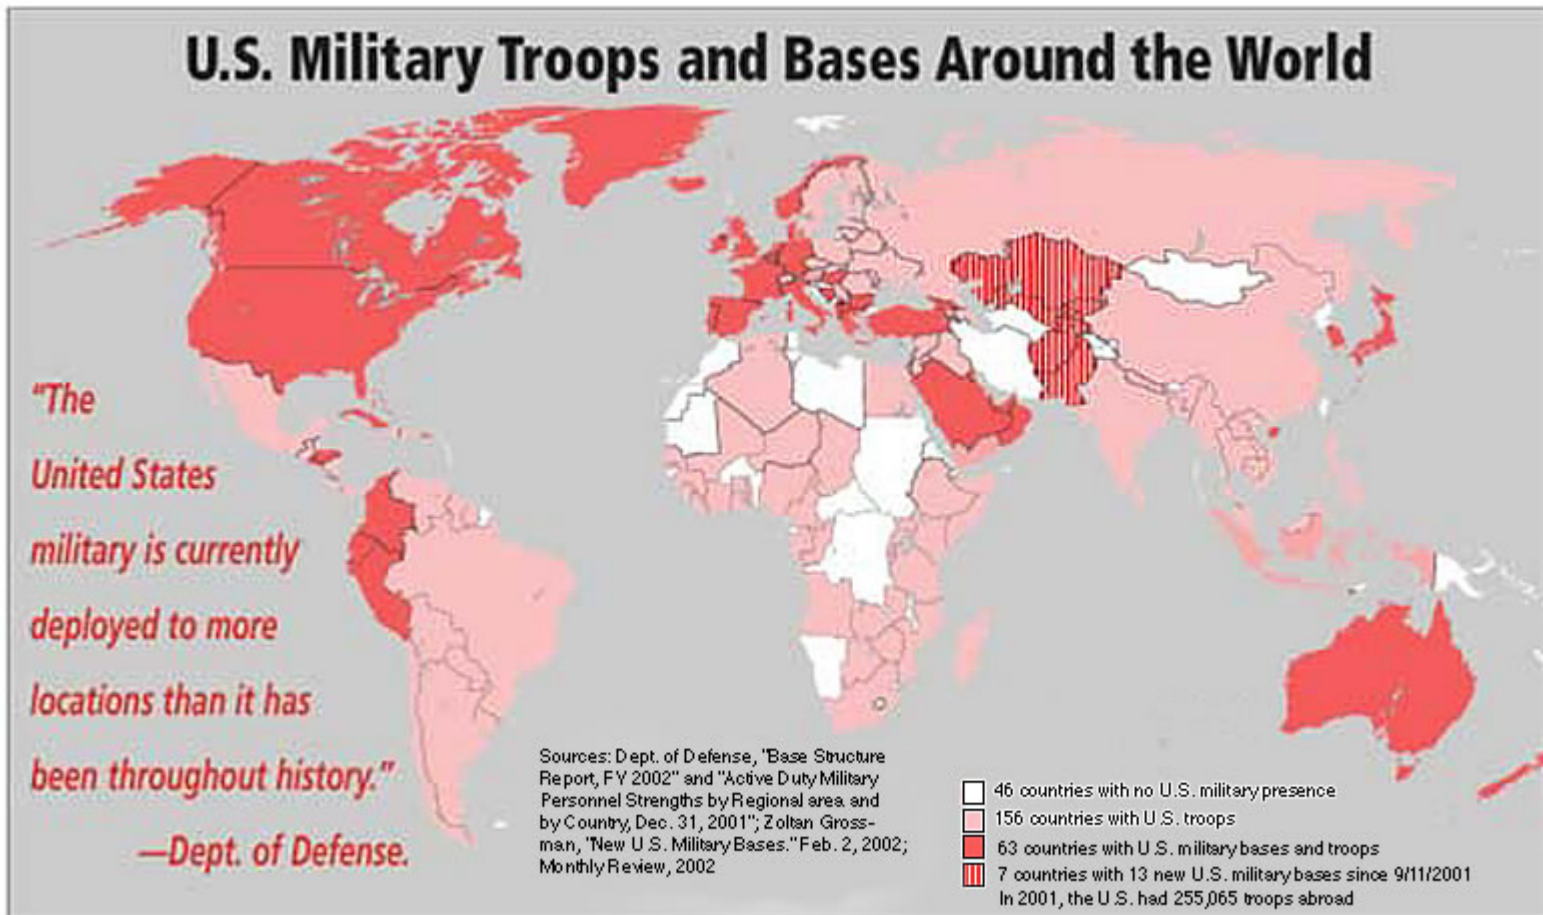 U.S. Military Troops and Bases Around the World
"The
United States
military is currently
deployed to more
locations than it has
been throughout history."
—Dept. of Defense.
Sources: Dept. of Defense, "Base Structure
Report, FY 2002" and "Active Duty Military
Personnel Strengths by Regional area and
by Country, Dec. 31, 2001"; Zoltan Gross-
man, "New U.S. Military Bases." Feb. 2, 2002;
Monthly Review, 2002
46 countries with no U.S. military presence
156 countries with U.S. troops
63 countries with U.S. military bases and troops
7 countries with 13 new U.S. military bases since 9/11/2001
In 2001, the U.S. had 255,065 troops abroad